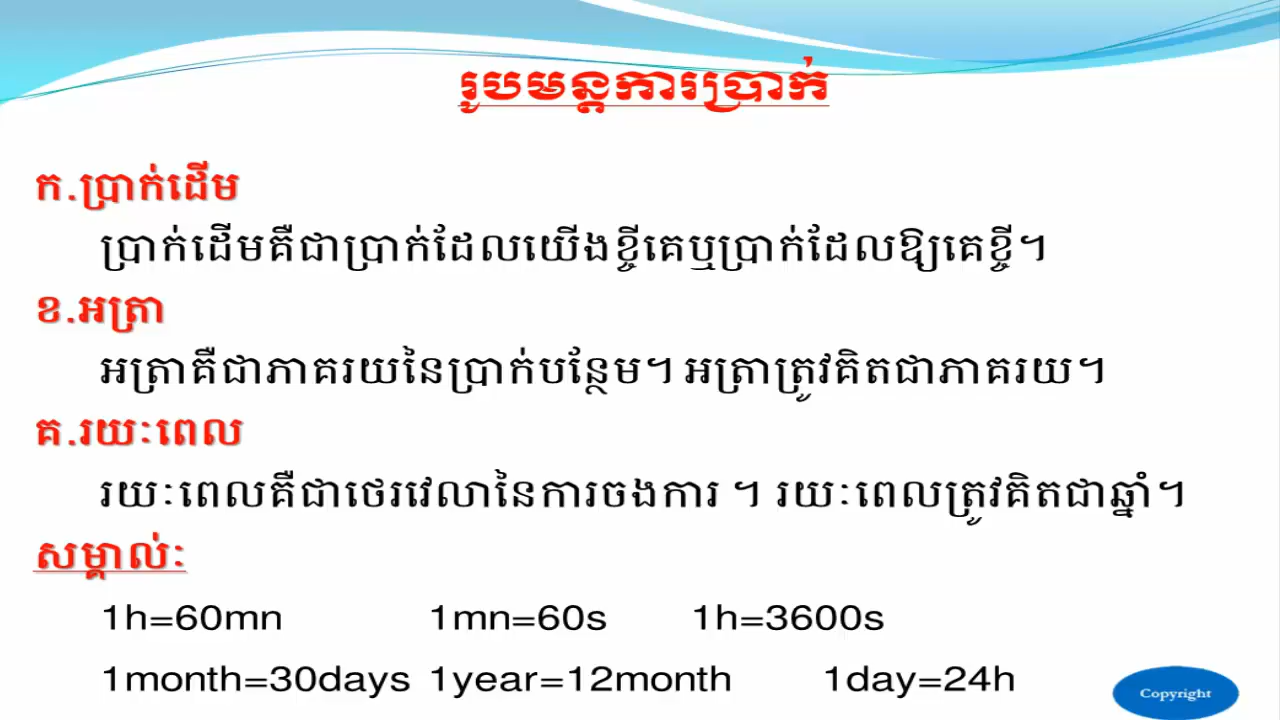 រូបមន្តការប្រាក់
ក.ប្រាក់ដើម
ប្រាក់ដើមគឺជាប្រាក់ដែលយើងខ្ចីគេឬប្រាក់ដែលឱ្យគេខ្ចី។
ខ.អត្រា
អត្រាគឺជាភាគរយនៃប្រាក់បន្ថែម។ អត្រាត្រូវគិតជាភាគរយ។
គ.រយៈពេល
រយៈពេលគឺជាថេរវេលានៃការចងការ ។ រយៈពេលត្រូវគិតជាឆ្នាំ។
សម្គាល់ៈ
1h=60mn 1mn=60s 1h=3600s
1month=30days 1year=12month 1day=24h
Copyright